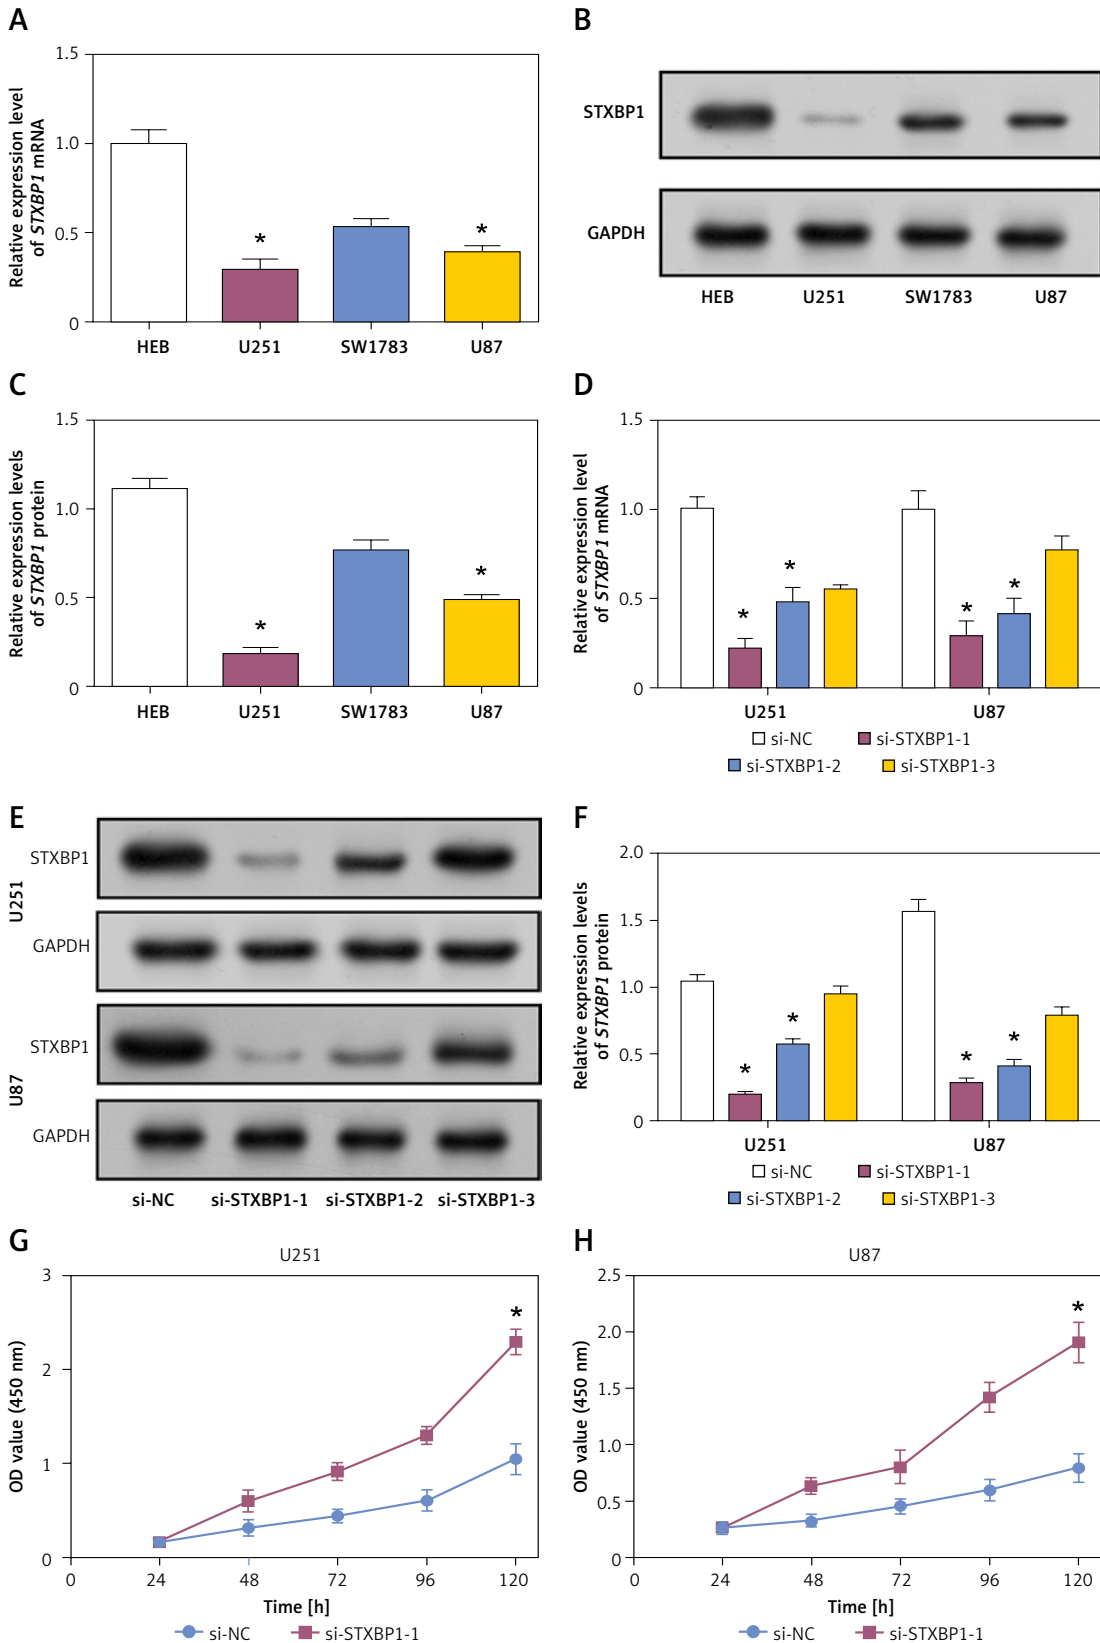 A
Relative expression level
of STXBP1 mRNA
1.5
1.0
0.5
0
*
*
HEB
U251
SW1783
U87
B
STXBP1
GAPDH
HEB
U251
SW1783
U87
C
Relative expression levels
of STXBP1 protein
1.5
1.0
0.5
0
*
*
HEB
U251
SW1783
U87
D
Relative expression level
of STXBP1 mRNA
1.5
1.0
0.5
0
*
*
*
*
U251
U87
si-NC
si-STXBP1-1
si-STXBP1-2
si-STXBP1-3
E
U251
STXBP1
GAPDH
U87
STXBP1
GAPDH
si-NC
si-STXBP1-1
si-STXBP1-2
si-STXBP1-3
F
Relative expression levels
of STXBP1 protein
2.0
1.5
1.0
0.5
0
*
*
*
*
U251
U87
si-NC
si-STXBP1-1
si-STXBP1-2
si-STXBP1-3
G
U251
OD value (450 nm)
3
2
1
0
*
0
24
48
72
96
120
Time [h]
si-NC
si-STXBP1-1
H
U87
OD value (450 nm)
2.5
2.0
1.5
1.0
0.5
0
*
0
24
48
72
96
120
Time [h]
si-NC
si-STXBP1-1